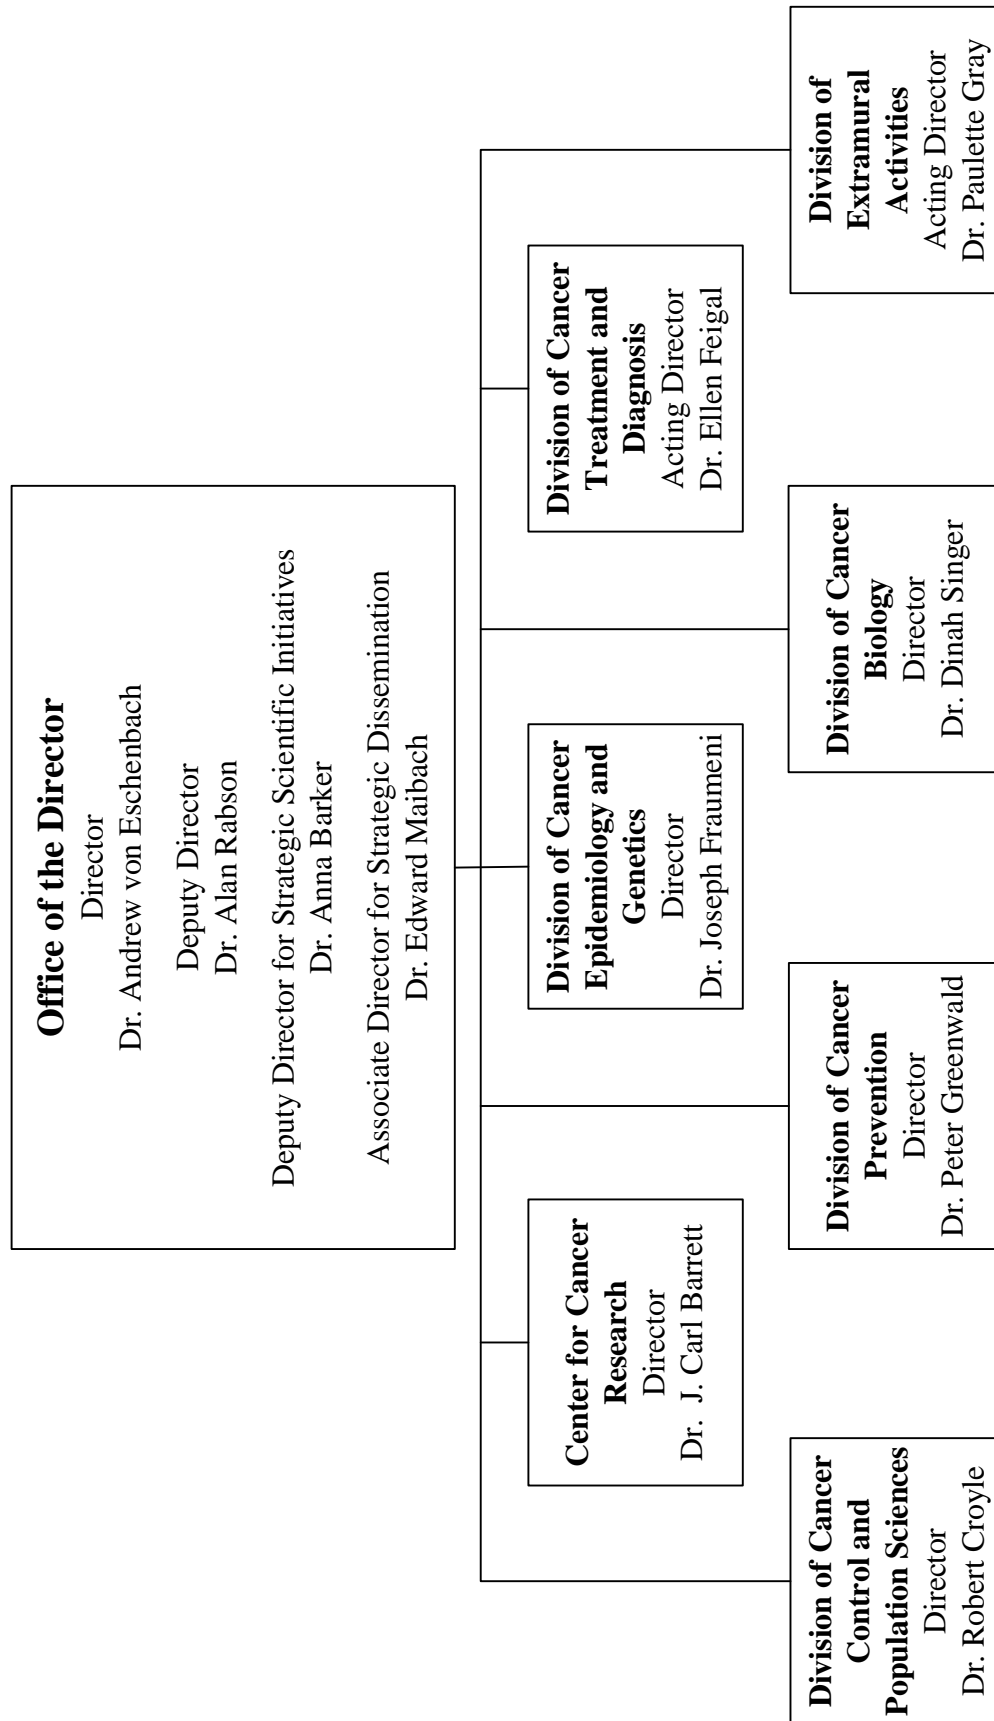 Office of the Director
Director
Dr. Andrew von Eschenbach
Deputy Director
Dr. Alan Rabson
Deputy Director for Strategic Scientific Initiatives
Dr. Anna Barker
Associate Director for Strategic Dissemination
Dr. Edward Maibach
Center for Cancer
Research
Director
Dr. J. Carl Barrett
Division of Cancer
Epidemiology and
Genetics
Director
Dr. Joseph Fraumeni
Division of Cancer
Treatment and
Diagnosis
Acting Director
Dr. Ellen Feigal
Division of Cancer
Control and
Population Sciences
Director
Dr. Robert Croyle
Division of Cancer
Prevention
Director
Dr. Peter Greenwald
Division of Cancer
Biology
Director
Dr. Dinah Singer
Division of
Extramural
Activities
Acting Director
Dr. Paulette Gray